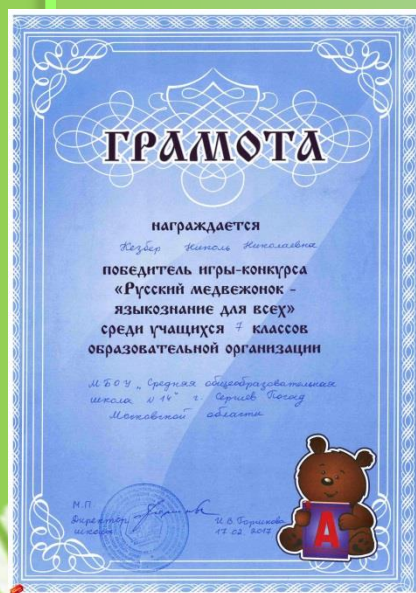 ГРАМОТА
награждается
Кезбер Николь Николаевна
победитель игры-конкурса
«Русский медвежонок -
языкознание для всех»
среди учащихся 7 классов
образовательной организации
МБОУ „Средняя общеобразовательная
школа № 14" г. Сергиев Посад
Московской области
М.П.
Директор
школы
И.В. Горюнова
17.02.2017
А